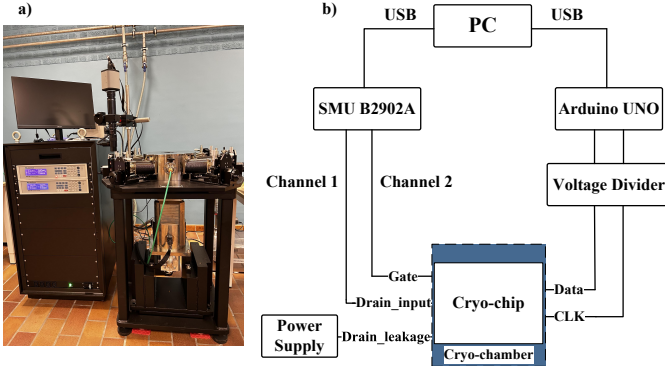 a)
b)
USB
PC
USB
SMU B2902A
Arduino UNO
Channel 1
Channel 2
Voltage Divider
Gate
Drain_input
Cryo-chip
Data
CLK
Power
Supply
Drain_leakage
Cryo-chamber